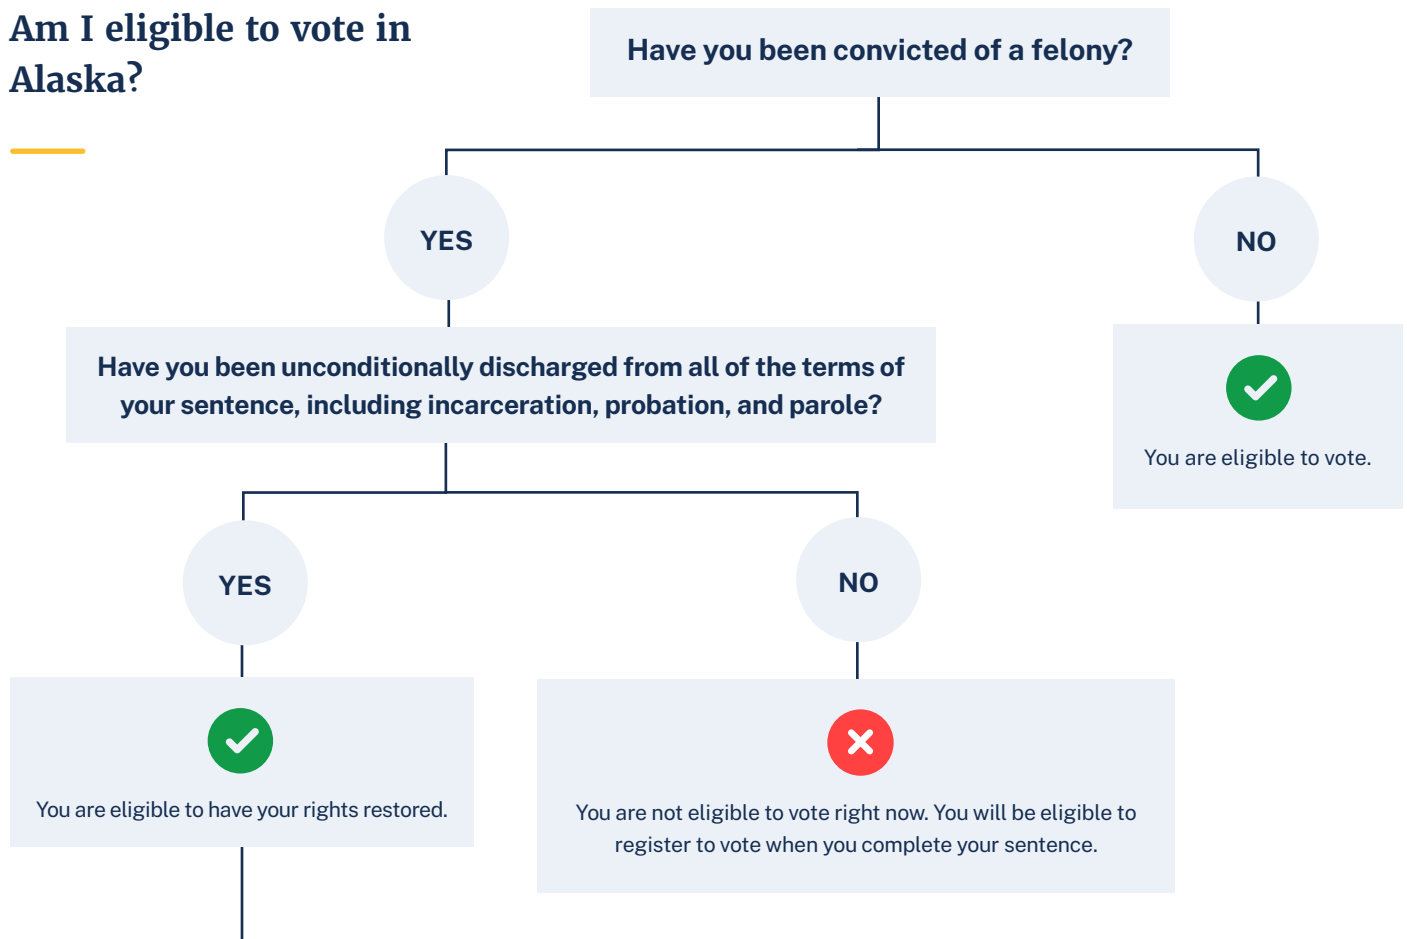 Am I eligible to vote in
Alaska?
Have you been convicted of a felony?
YES
NO
Have you been unconditionally discharged from all of the terms of
your sentence, including incarceration, probation, and parole?
You are eligible to vote.
YES
NO
You are eligible to have your rights restored.
You are not eligible to vote right now. You will be eligible to
register to vote when you complete your sentence.